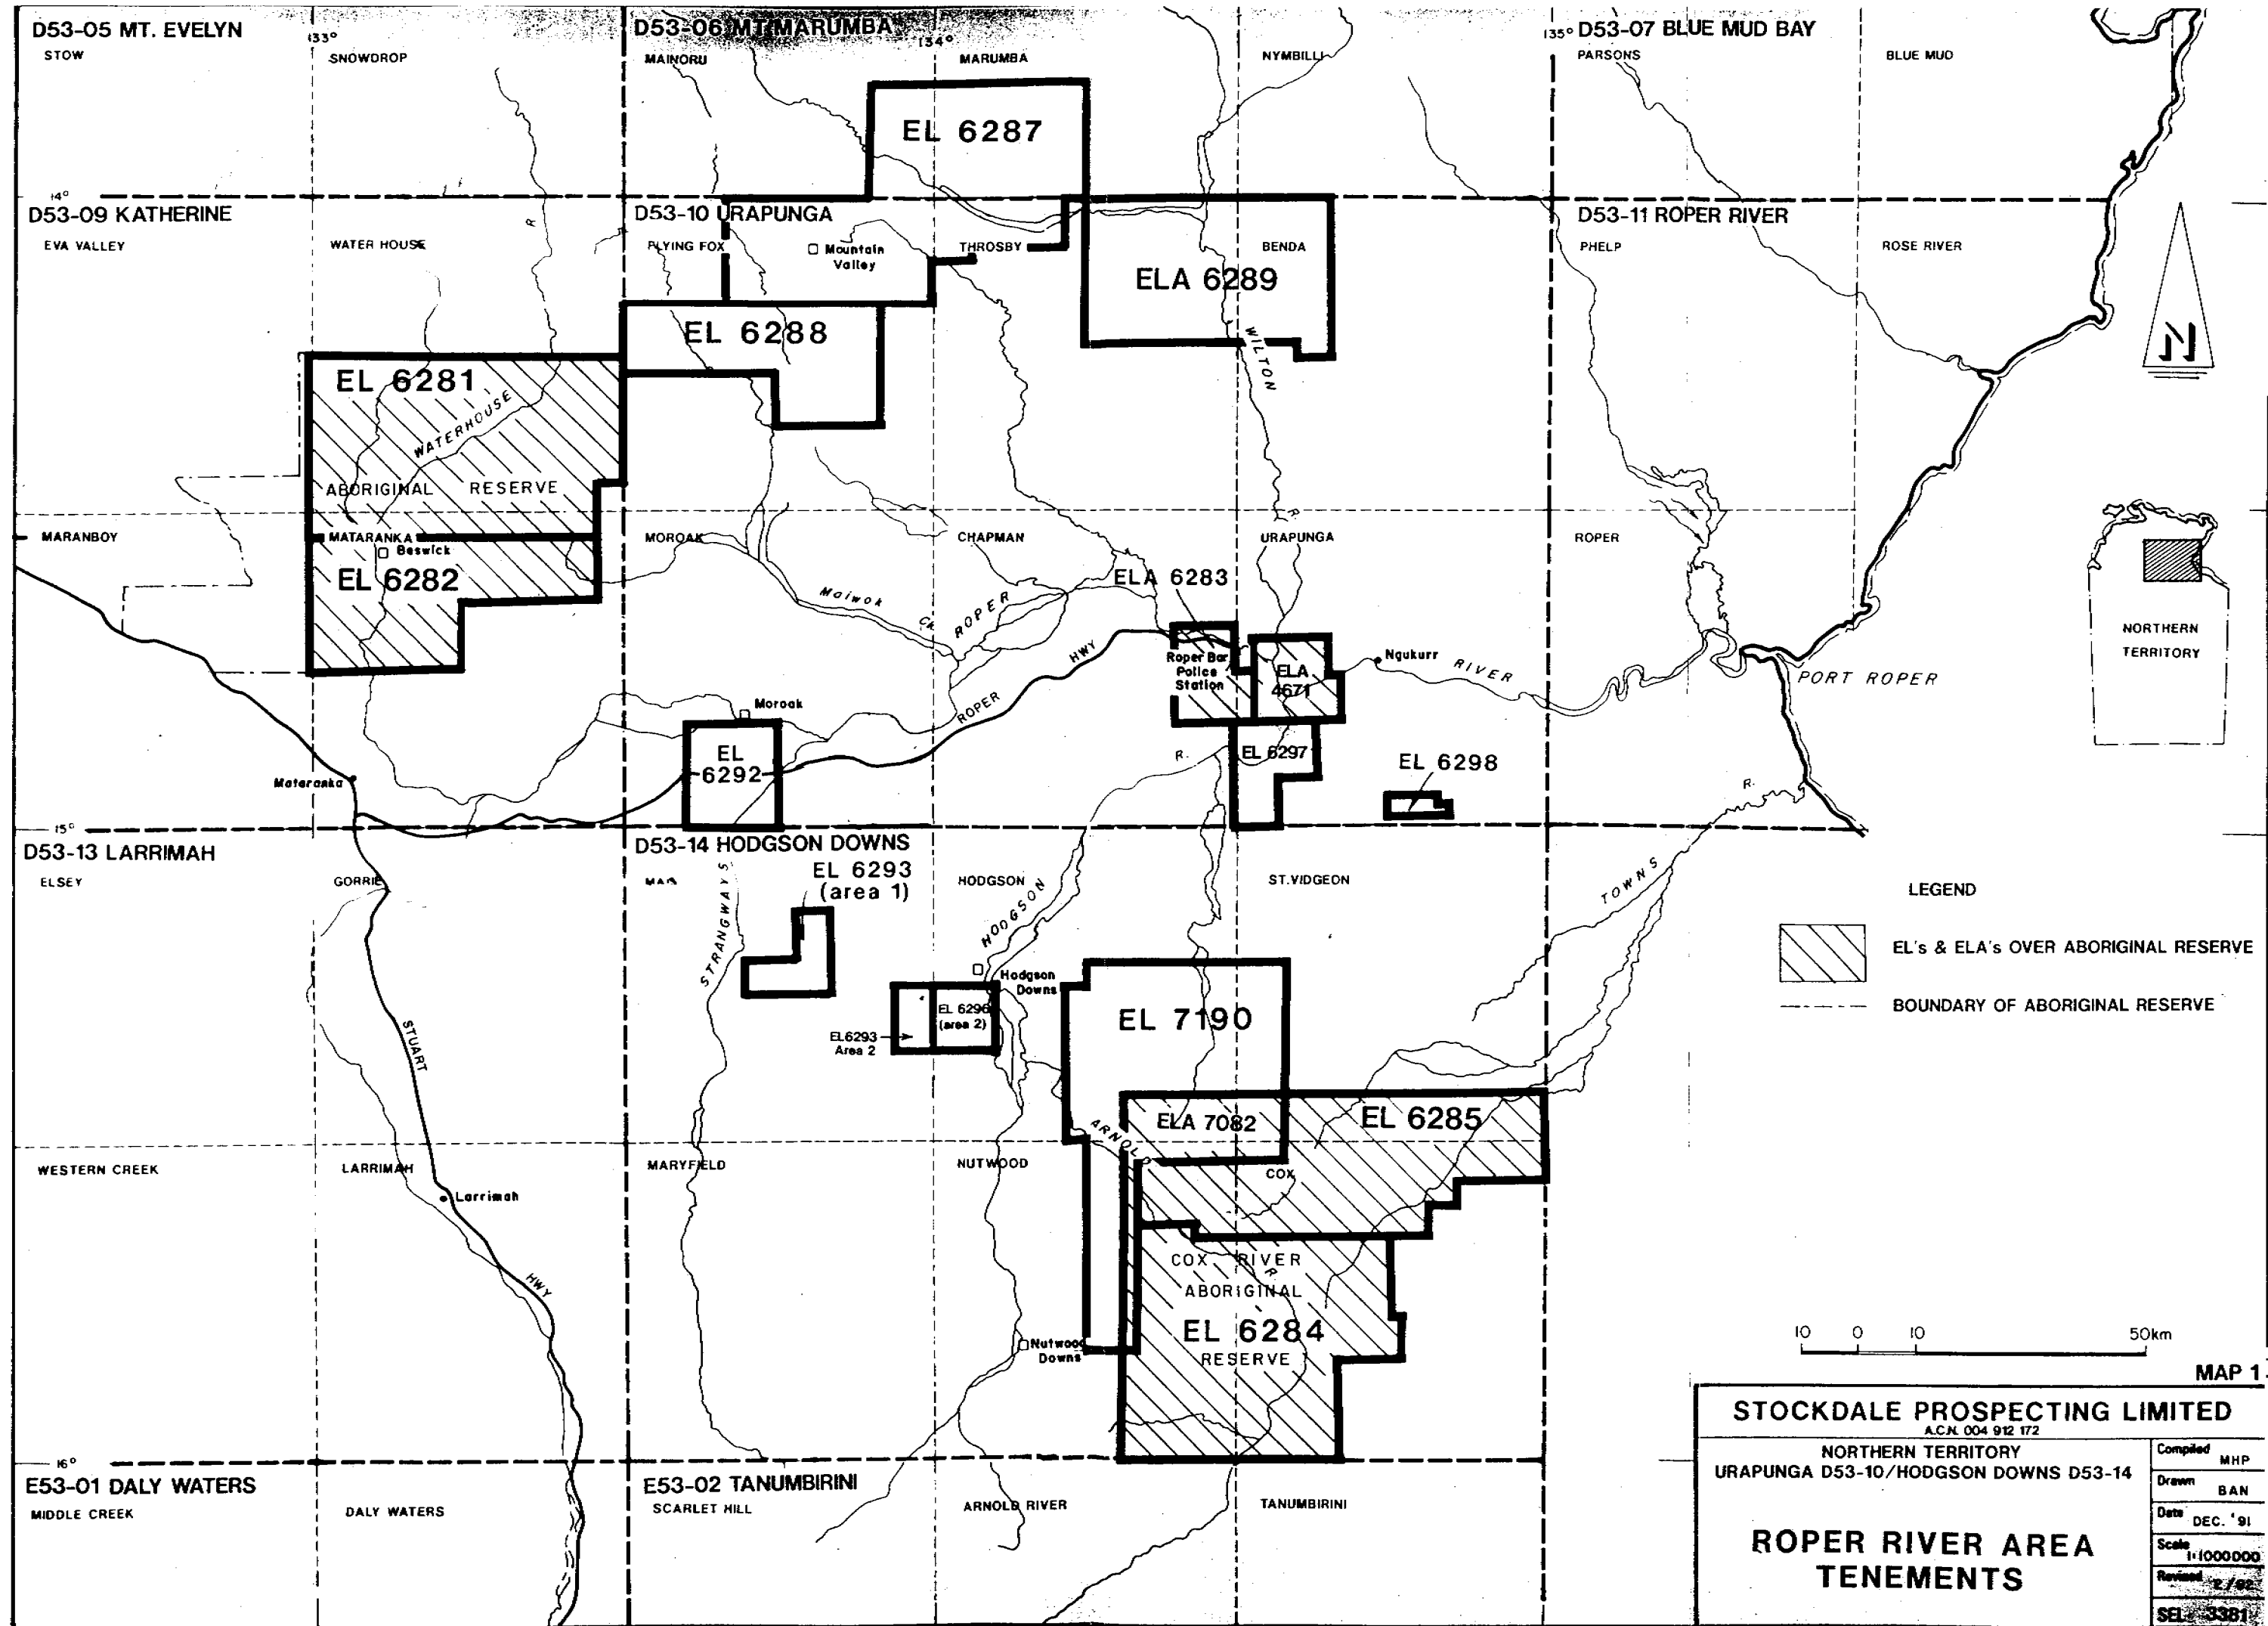 D53-05 MT. EVELYN
STOW
133°
SNOWDROP
D53-06 MT MARUMBA
MAINORU
134°
MARUMBA
NYMBILLI
135°
D53-07 BLUE MUD BAY
PARSONS
BLUE MUD
EL 6287
14°
D53-09 KATHERINE
EVA VALLEY
WATER HOUSE
R.
D53-10 URAPUNGA
FLYING FOX
Mountain
Valley
THROSBY
BENDA
D53-11 ROPER RIVER
PHELP
ROSE RIVER
ELA 6289
EL 6288
WILTON
R.
N
EL 6281
WATERHOUSE
ABORIGINAL RESERVE
MARANBOY
MATARANKA
Beswick
EL 6282
MOROAK
CHAPMAN
URAPUNGA
ROPER
Maiwok
Ck
ROPER
ELA 6283
HWY
Roper Bar
Police
Station
ELA
4671
Ngukurr
RIVER
PORT ROPER
NORTHERN
TERRITORY
Moroak
ROPER
EL
6292
R.
EL 6297
EL 6298
R.
Mataranka
15°
D53-13 LARRIMAH
ELSEY
GORRIE
D53-14 HODGSON DOWNS
EL 6293
(area 1)
HODGSON
ST. VIDGEON
TOWNS
STRANGWAYS
HODGSON
Hodgson
Downs
LEGEND
EL's & ELA's OVER ABORIGINAL RESERVE
BOUNDARY OF ABORIGINAL RESERVE
EL 6296
(area 2)
EL6293
Area 2
EL 7190
STUART
ELA 7082
EL 6285
ARNOLD
WESTERN CREEK
LARRIMAH
MARYFIELD
NUTWOOD
COX
Larrimah
COX RIVER
R
ABORIGINAL
EL 6284
RESERVE
HWY
Nutwood
Downs
10 0 10 50km
MAP 1
16°
E53-01 DALY WATERS
MIDDLE CREEK
DALY WATERS
E53-02 TANUMBIRINI
SCARLET HILL
ARNOLD RIVER
TANUMBIRINI
STOCKDALE PROSPECTING LIMITED
A.C.N. 004 912 172
NORTHERN TERRITORY
URAPUNGA D53-10/HODGSON DOWNS D53-14
ROPER RIVER AREA
TENEMENTS
Compiled MHP
Drawn BAN
Date DEC. '91
Scale 1:1000000
Revised 2/92
SEL 3381